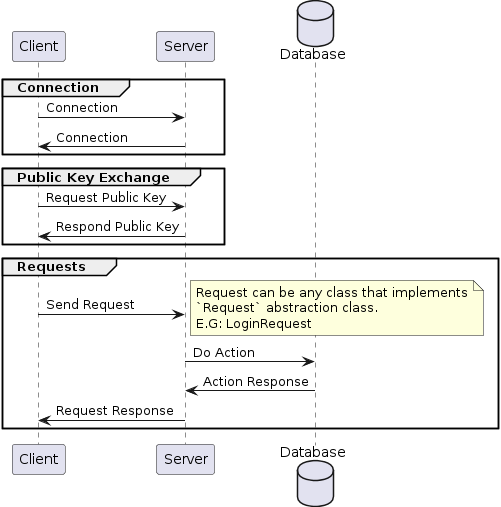 Client
Server
Database
Connection
Connection
Connection
Public Key Exchange
Request Public Key
Respond Public Key
Requests
Send Request
Request can be any class that implements
`Request` abstraction class.
E.G: LoginRequest
Do Action
Action Response
Request Response
Client
Server
Database